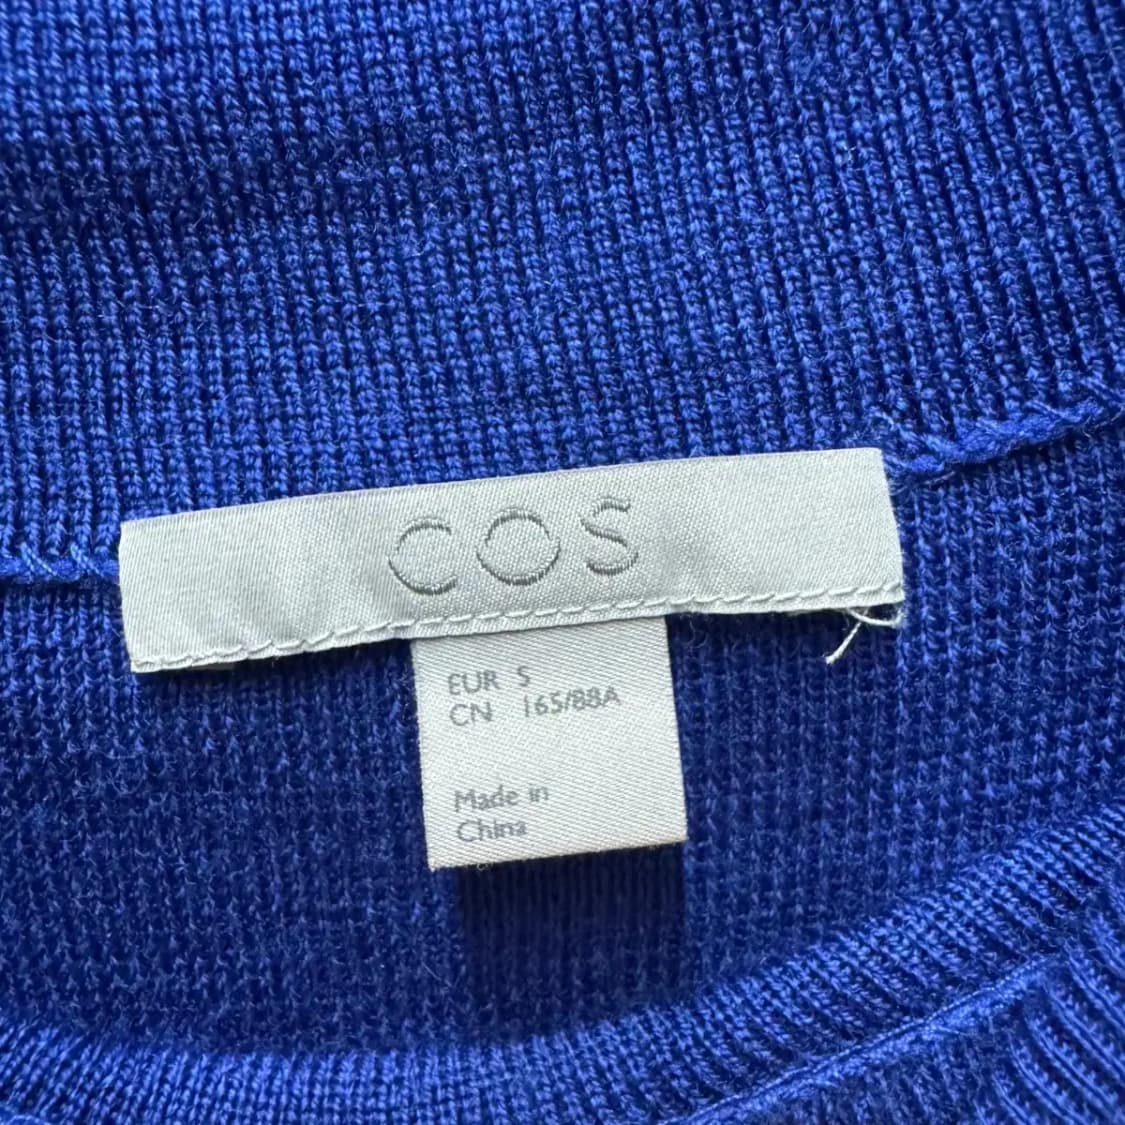 COS
EUR S
CN 165/88A
Made in
China